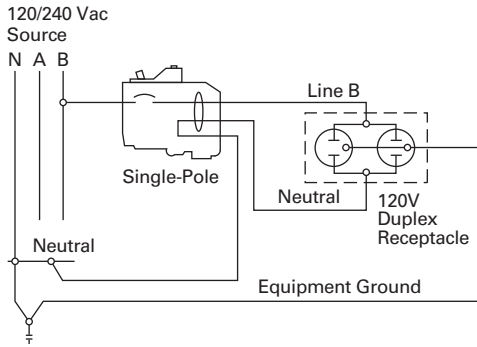 120/240 Vac
Source
N A B
Line B
Single-Pole
Neutral
120V
Duplex
Receptacle
Neutral
Equipment Ground